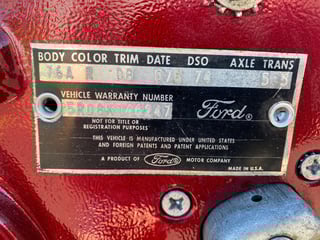 BODY COLOR TRIM DATE DSO AXLE TRANS
76A
VEHICLE WARRANTY NUMBER
Ford ®
NOT FOR TITLE OR
REGISTRATION PURPOSES
THIS VEHICLE IS MANUFACTURED UNDER UNITED STATES
AND FOREIGN PATENTS AND PATENT APPLICATIONS
A PRODUCT OF Ford MOTOR COMPANY
MADE IN U.S.A.